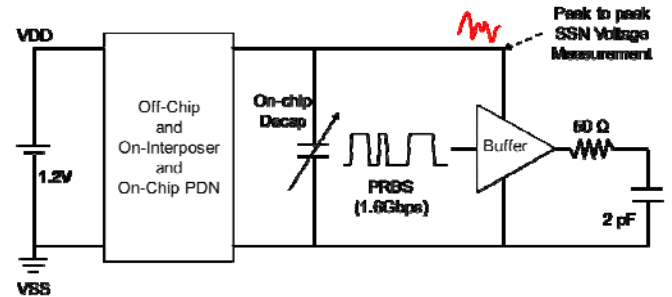 VDD
Peak to peak
SSN Voltage
Measurement
Off-Chip
and
On-Interposer
and
On-Chip PDN
On-chip
Decap
1.2V
PRBS
(1.6Gbps)
Buffer
50 Ω
2 pF
VSS